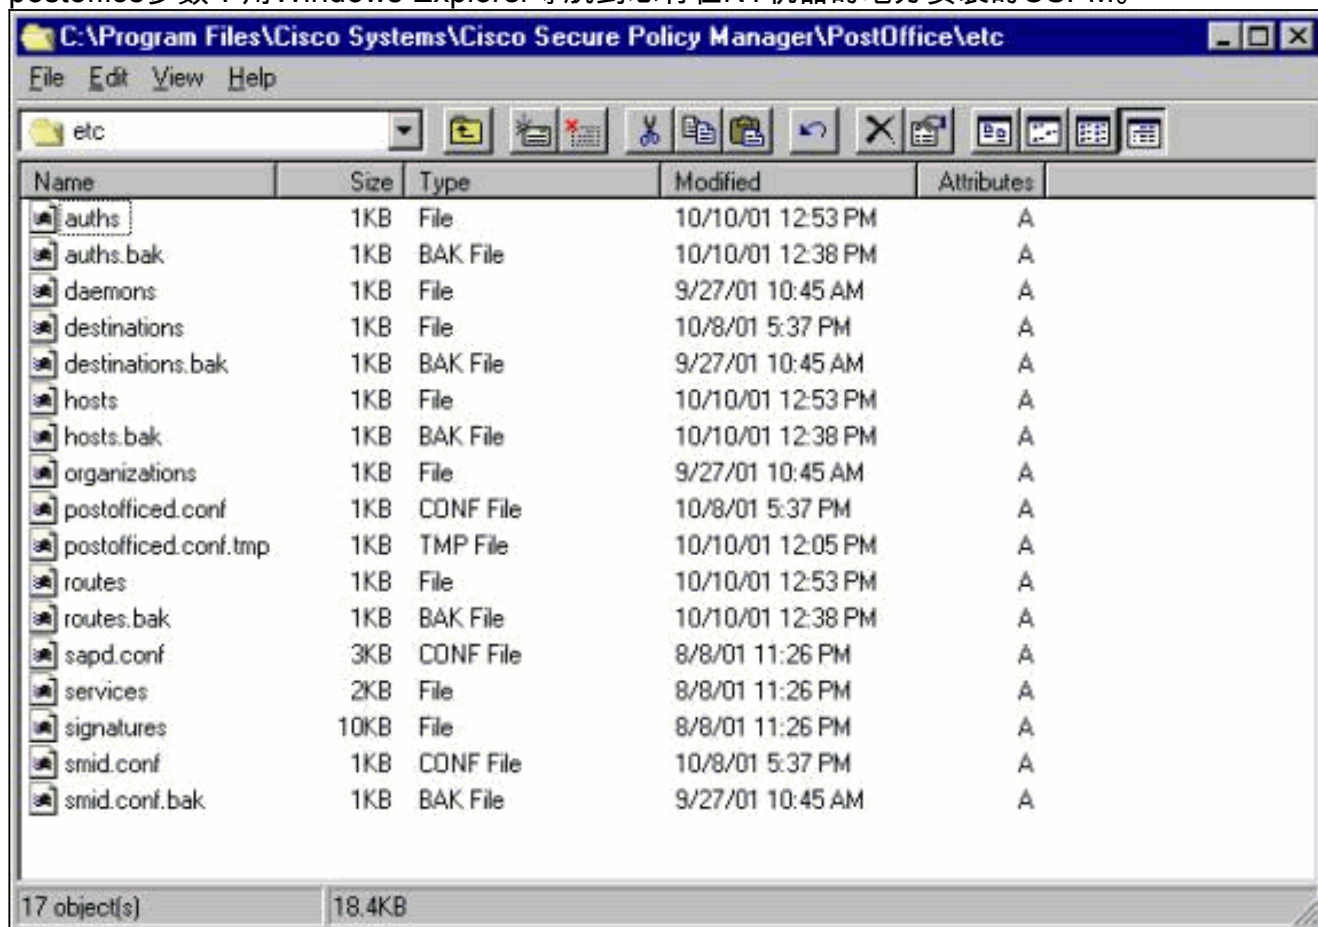 C:\Program Files\Cisco Systems\Cisco Secure Policy Manager\PostOffice\etc
File Edit View Help
etc
Name Size Type Modified Attributes
auths 1KB File 10/10/01 12:53 PM A
auths.bak 1KB BAK File 10/10/01 12:38 PM A
daemons 1KB File 9/27/01 10:45 AM A
destinations 1KB File 10/8/01 5:37 PM A
destinations.bak 1KB BAK File 9/27/01 10:45 AM A
hosts 1KB File 10/10/01 12:53 PM A
hosts.bak 1KB BAK File 10/10/01 12:38 PM A
organizations 1KB File 9/27/01 10:45 AM A
postofficed.conf 1KB CONF File 10/8/01 5:37 PM A
postofficed.conf.tmp 1KB TMP File 10/10/01 12:05 PM A
routes 1KB File 10/10/01 12:53 PM A
routes.bak 1KB BAK File 10/10/01 12:38 PM A
sapd.conf 3KB CONF File 8/8/01 11:26 PM A
services 2KB File 8/8/01 11:26 PM A
signatures 10KB File 8/8/01 11:26 PM A
smid.conf 1KB CONF File 10/8/01 5:37 PM A
smid.conf.bak 1KB BAK File 9/27/01 10:45 AM A
17 object(s) 18.4KB